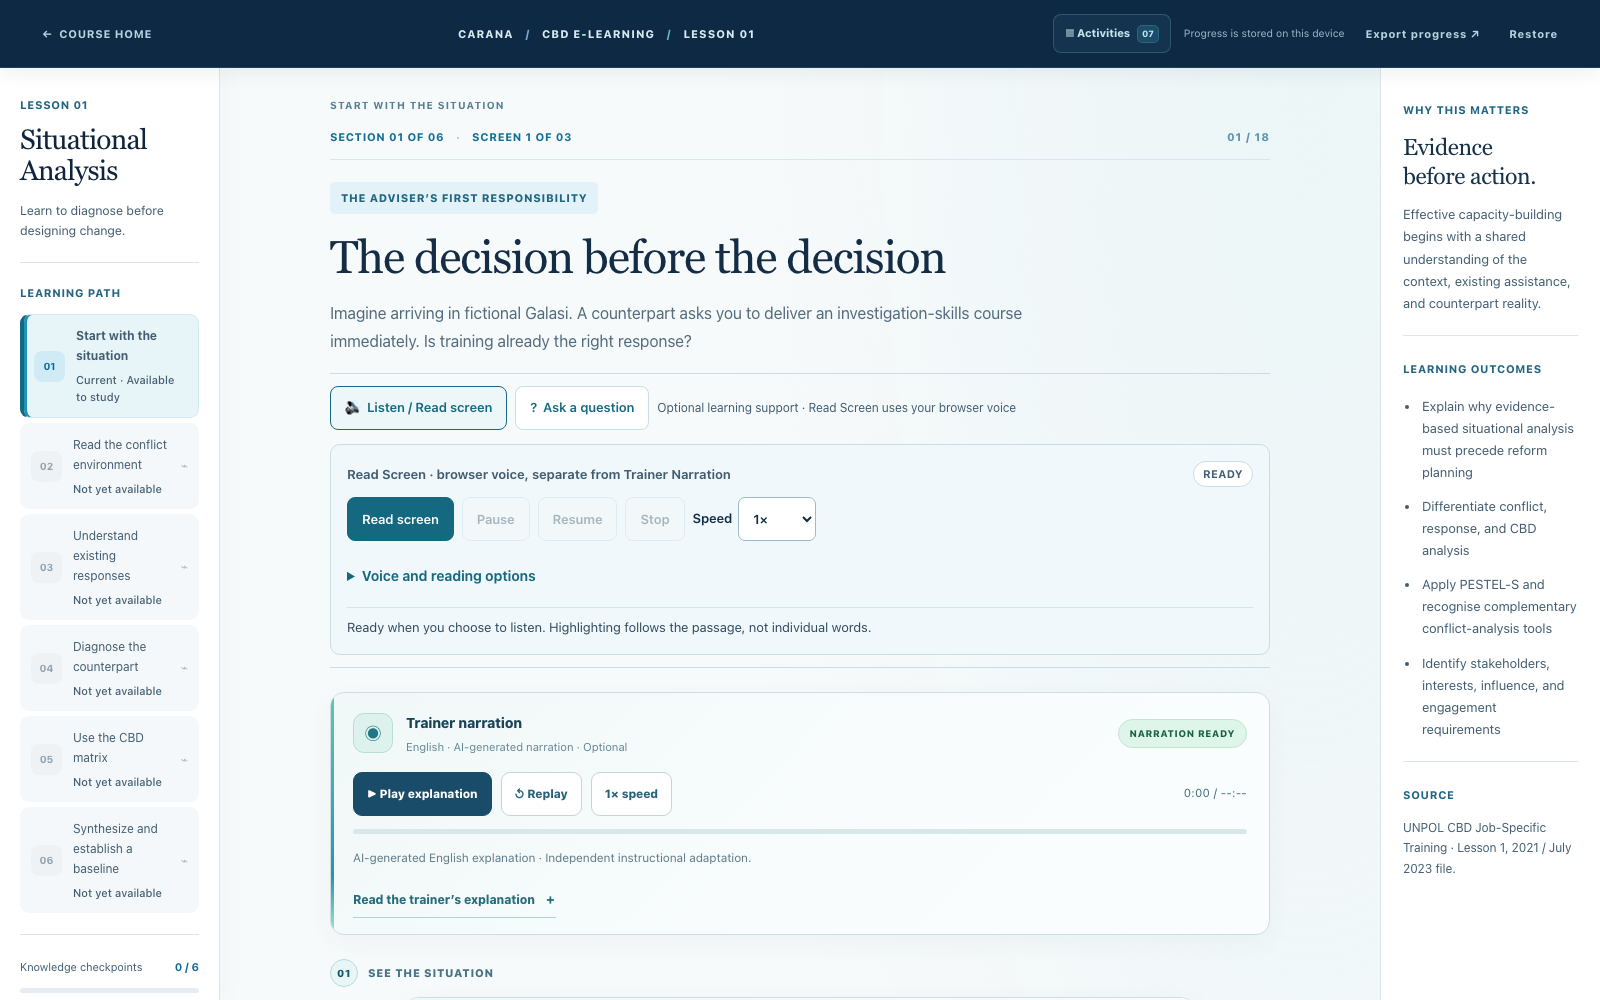 ← COURSE HOME
CARANA / CBD E-LEARNING / LESSON 01
Activities 07
Progress is stored on this device
Export progress ↗
Restore
LESSON 01
Situational
Analysis
Learn to diagnose before
designing change.
LEARNING PATH
01
Start with the
situation
Current · Available
to study
02
Read the conflict
environment
Not yet available
03
Understand
existing
responses
Not yet available
04
Diagnose the
counterpart
Not yet available
05
Use the CBD
matrix
Not yet available
06
Synthesize and
establish a
baseline
Not yet available
Knowledge checkpoints 0 / 6
START WITH THE SITUATION
SECTION 01 OF 06 · SCREEN 1 OF 03
01 / 18
THE ADVISER’S FIRST RESPONSIBILITY
The decision before the decision
Imagine arriving in fictional Galasi. A counterpart asks you to deliver an investigation-skills course
immediately. Is training already the right response?
Listen / Read screen
? Ask a question
Optional learning support · Read Screen uses your browser voice
Read Screen · browser voice, separate from Trainer Narration
READY
Read screen
Pause
Resume
Stop
Speed
1×
▶ Voice and reading options
Ready when you choose to listen. Highlighting follows the passage, not individual words.
Trainer narration
English · AI-generated narration · Optional
NARRATION READY
▶ Play explanation
↺ Replay
1× speed
0:00 / --:--
AI-generated English explanation · Independent instructional adaptation.
Read the trainer’s explanation +
01 SEE THE SITUATION
WHY THIS MATTERS
Evidence
before action.
Effective capacity-building
begins with a shared
understanding of the
context, existing assistance,
and counterpart reality.
LEARNING OUTCOMES
• Explain why evidence-
based situational analysis
must precede reform
planning
• Differentiate conflict,
response, and CBD
analysis
• Apply PESTEL-S and
recognise complementary
conflict-analysis tools
• Identify stakeholders,
interests, influence, and
engagement
requirements
SOURCE
UNPOL CBD Job-Specific
Training · Lesson 1, 2021 / July
2023 file.